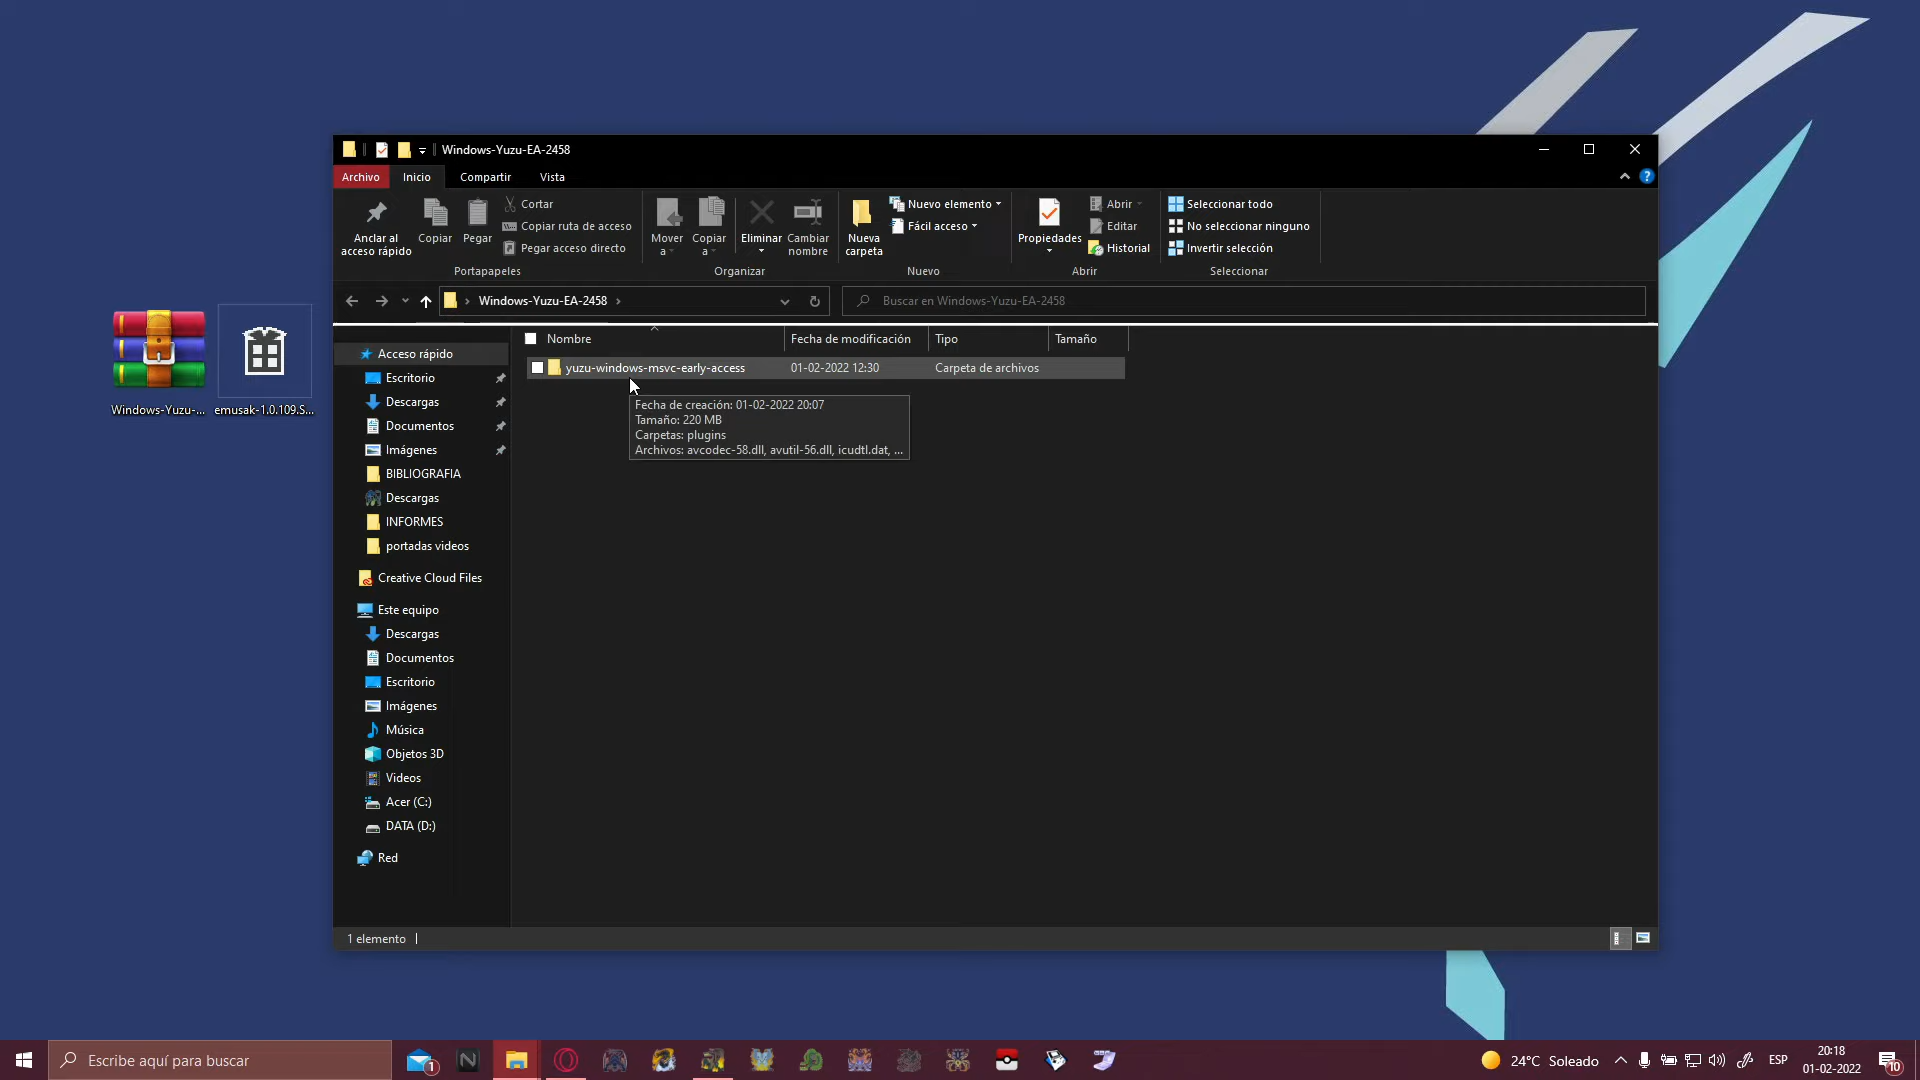 Windows-Yuzu-EA-2458
Archivo
Inicio
Compartir
Vista
Anclar al
acceso rápido
Copiar
Pegar
Cortar
Copiar ruta de acceso
Pegar acceso directo
Portapapeles
Mover
a
Copiar
a
Eliminar
Cambiar
nombre
Organizar
Nueva
carpeta
Nuevo elemento
Fácil acceso
Nuevo
Propiedades
Abrir
Editar
Historial
Abrir
Seleccionar todo
No seleccionar ninguno
Invertir selección
Seleccionar
Windows-Yuzu-EA-2458
Buscar en Windows-Yuzu-EA-2458
Windows-Yuzu-...
emusak-1.0.109.S...
Acceso rápido
Escritorio
Descargas
Documentos
Imágenes
BIBLIOGRAFIA
Descargas
INFORMES
portadas videos
Creative Cloud Files
Este equipo
Descargas
Documentos
Escritorio
Imágenes
Música
Objetos 3D
Videos
Acer (C:)
DATA (D:)
Red
Nombre
Fecha de modificación
Tipo
Tamaño
yuzu-windows-msvc-early-access
01-02-2022 12:30
Carpeta de archivos
Fecha de creación: 01-02-2022 20:07
Tamaño: 220 MB
Carpetas: plugins
Archivos: avcodec-58.dll, avutil-56.dll, icudtl.dat, ...
1 elemento
Escribe aquí para buscar
1
N
24°C Soleado
ESP
20:18
01-02-2022
10